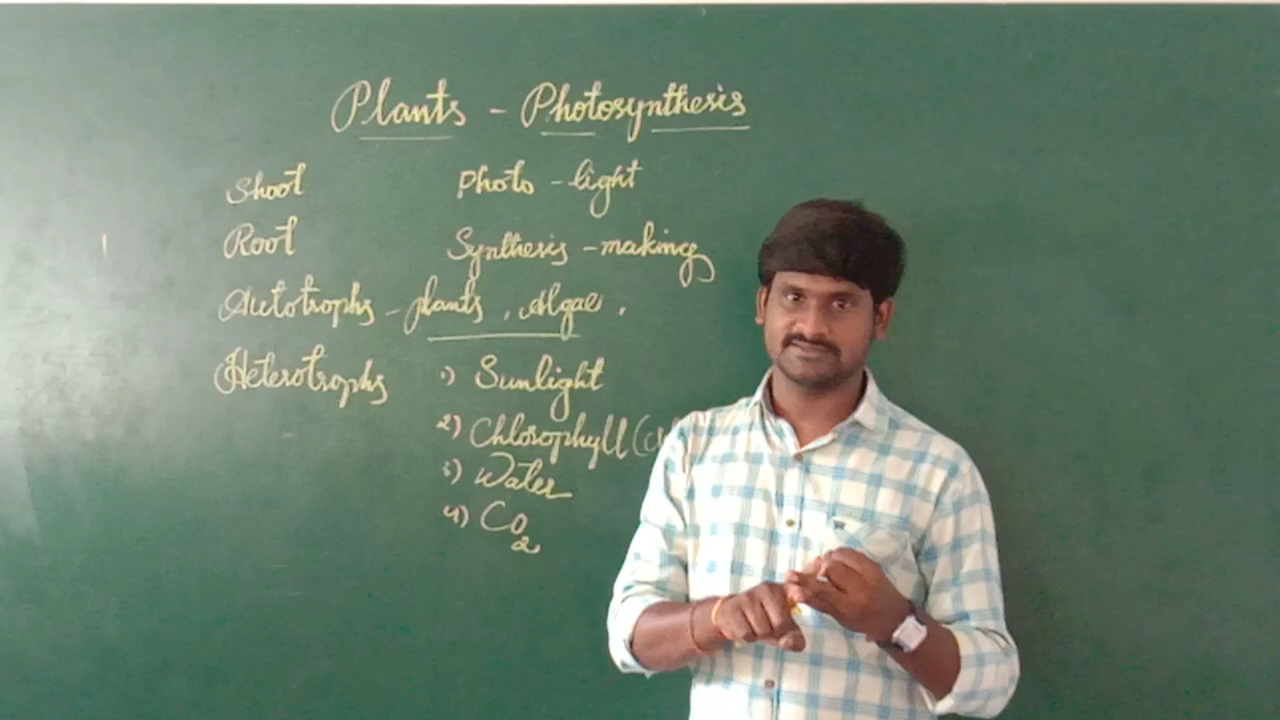 Plants - Photosynthesis
Shoot
Root
Autotrophs - plants, Algae,
Heterotrophs
Photo - light
Synthesis - making
1) Sunlight
2) Chlorophyll (
3) Water
4) CO2